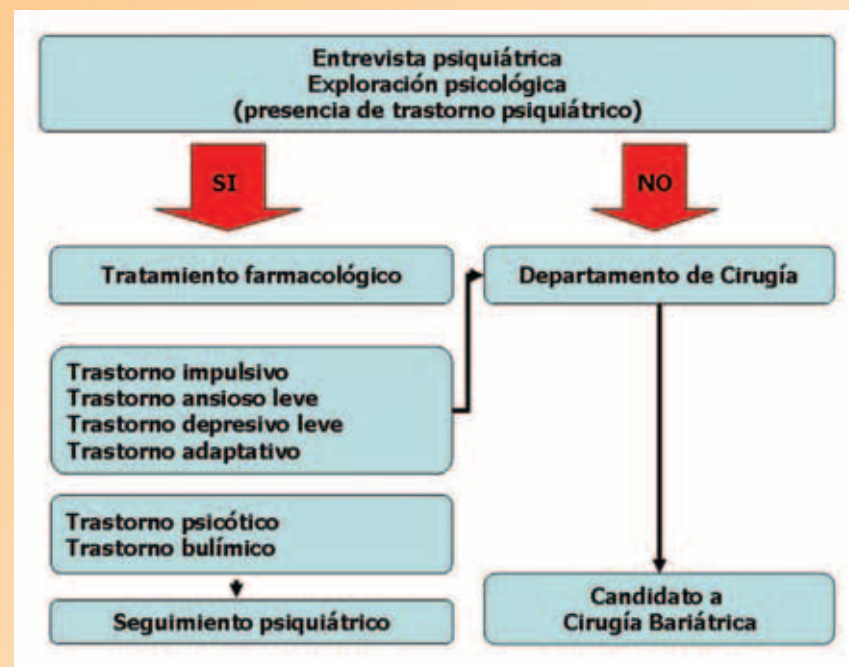 Entrevista psiquiátrica
Exploración psicológica
(presencia de trastorno psiquiátrico)
SI
NO
Tratamiento farmacológico
Departamento de Cirugía
Trastorno impulsivo
Trastorno ansioso leve
Trastorno depresivo leve
Trastorno adaptativo
Trastorno psicótico
Trastorno bulímico
Seguimiento psiquiátrico
Candidato a
Cirugía Bariátrica